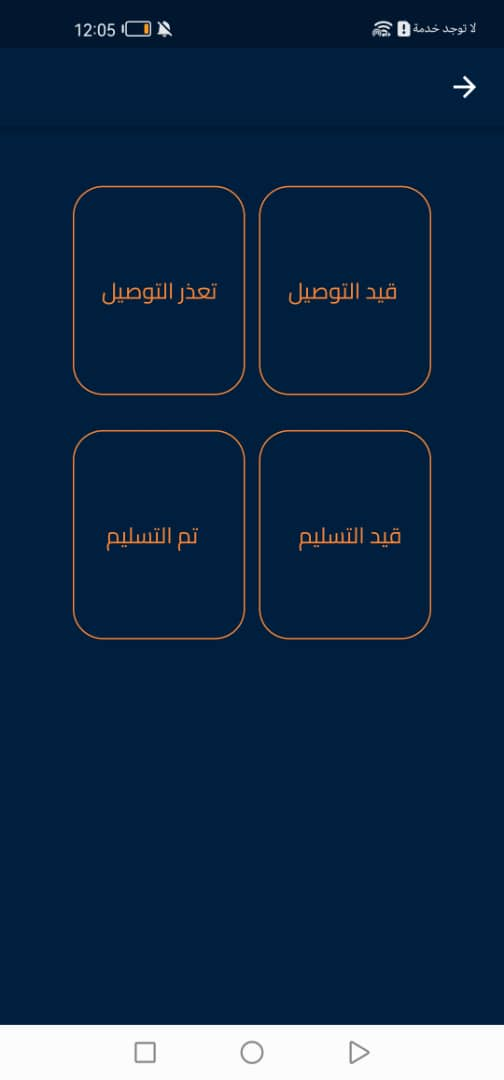 لا توجد خدمة
12:05
قيد التوصيل
تعذر التوصيل
قيد التسليم
تم التسليم